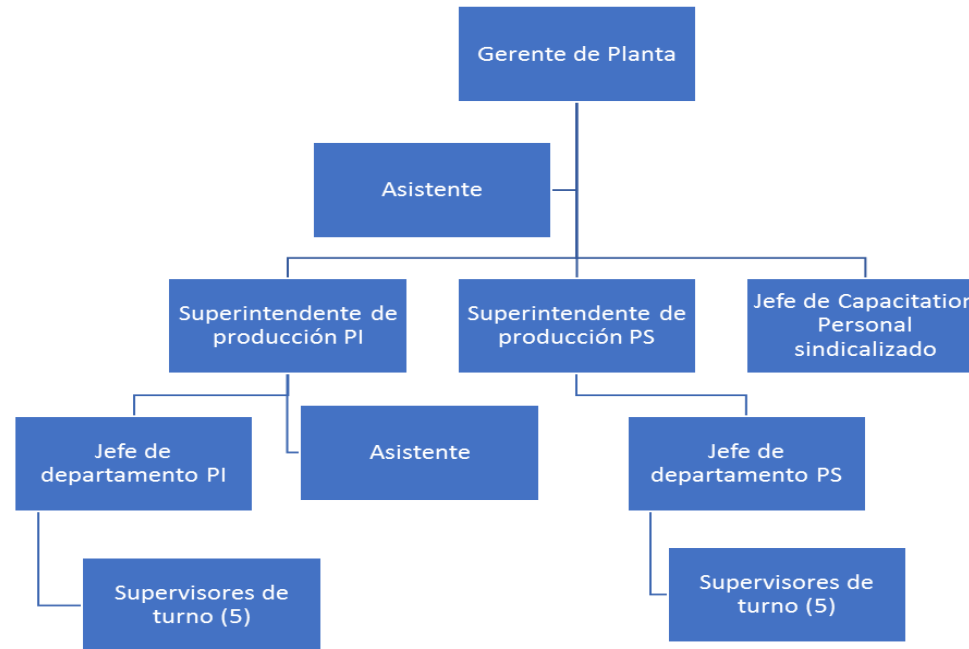 Gerente de Planta
Asistente
Superintendente de
producción PI
Superintendente de
producción PS
Jefe de Capacitation
Personal
sindicalizado
Jefe de
departamento PI
Asistente
Jefe de
departamento PS
Supervisores de
turno (5)
Supervisores de
turno (5)